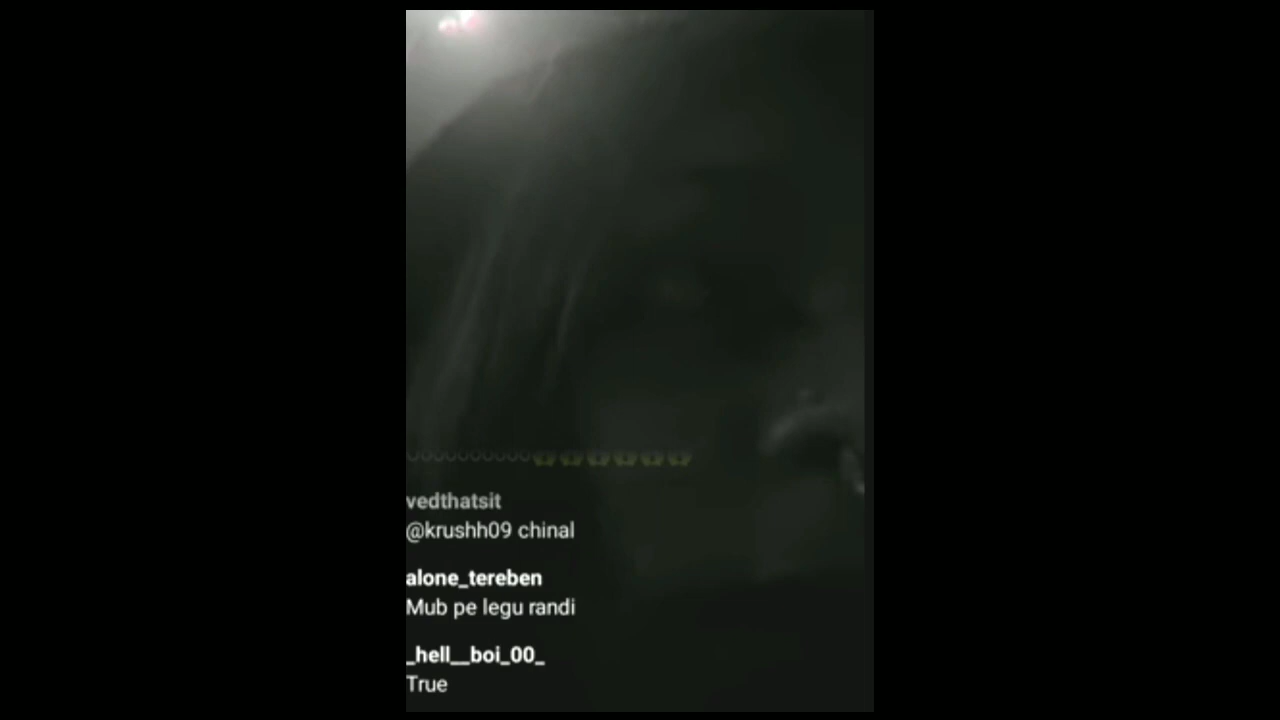 vedthatsit
@krushh09 chinal
alone_tereben
Mub pe legu randi
_hell__boi_00_
True